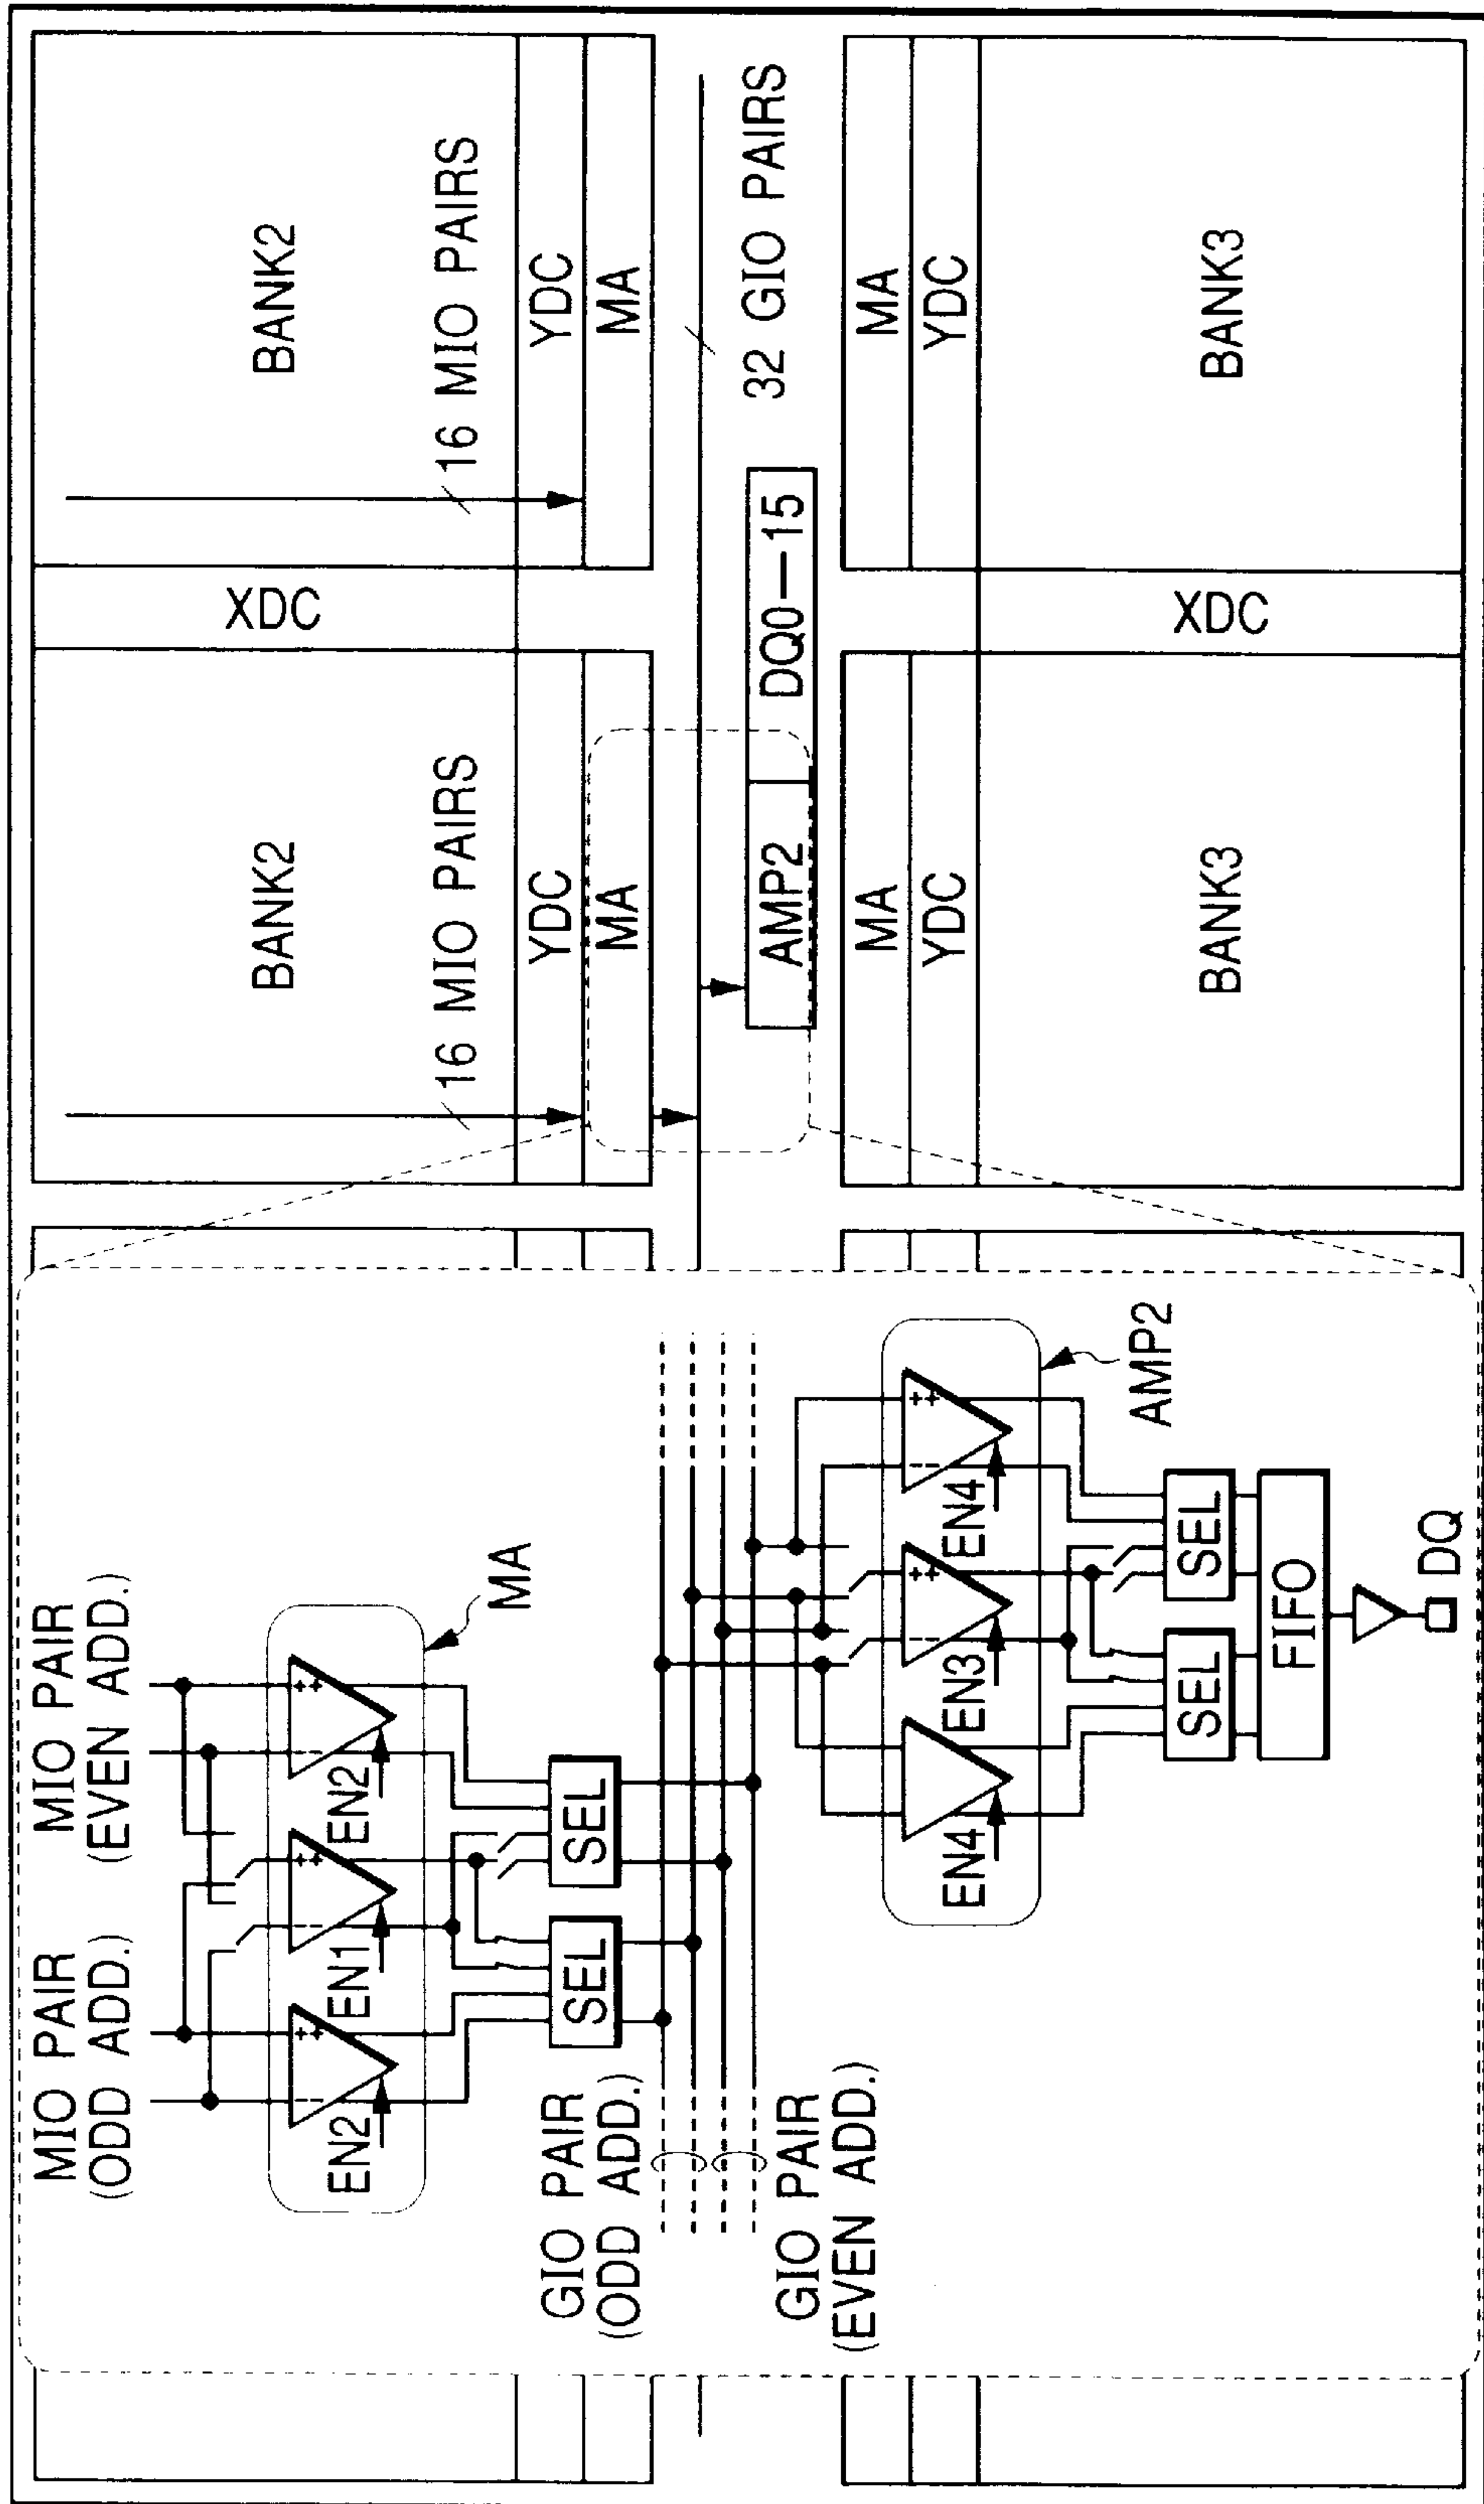 MIO PAIR
(ODD ADD.)
MIO PAIR
(EVEN ADD.)
EN2
EN1
EN2
MA
SEL
SEL
GIO PAIR
(ODD ADD.)
GIO PAIR
(EVEN ADD.)
EN4
EN3
EN4
AMP2
SEL
SEL
FIFO
DQ
BANK2
16 MIO PAIRS
YDC
MA
XDC
BANK2
16 MIO PAIRS
YDC
MA
32 GIO PAIRS
AMP2
DQ0—15
MA
YDC
BANK3
XDC
MA
YDC
BANK3